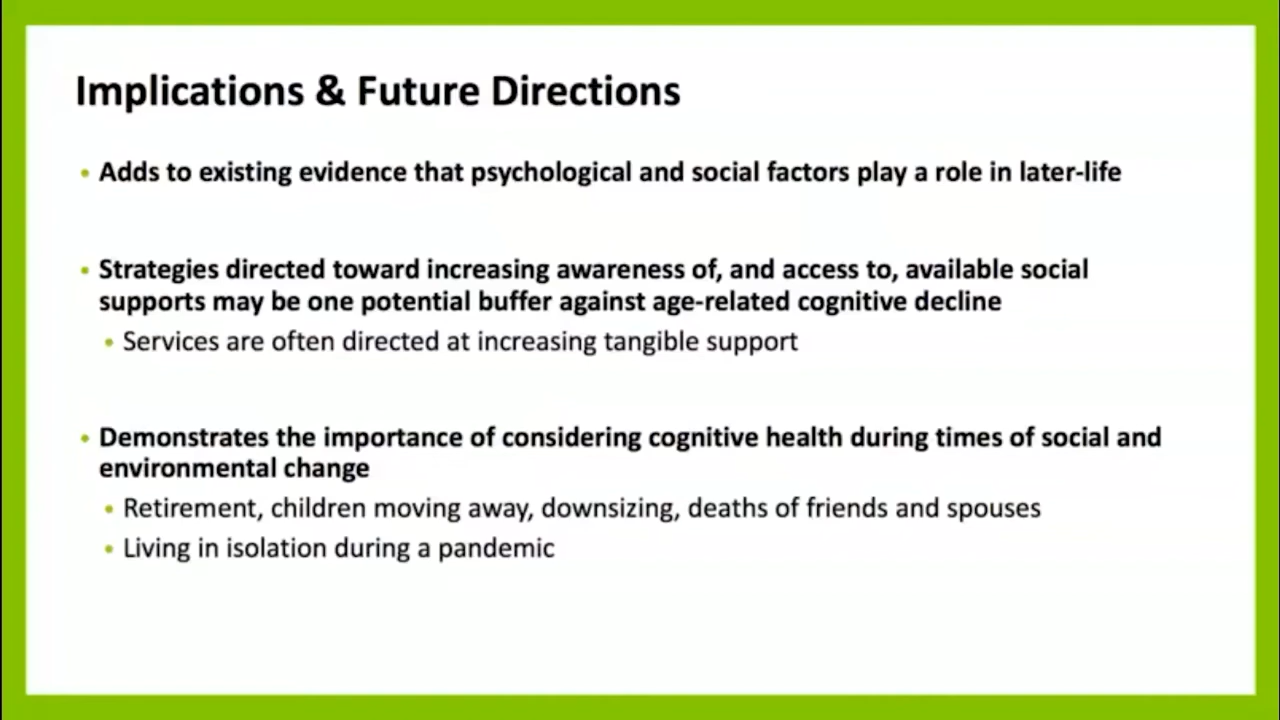 Implications & Future Directions
• Adds to existing evidence that psychological and social factors play a role in later-life
• Strategies directed toward increasing awareness of, and access to, available social
supports may be one potential buffer against age-related cognitive decline
• Services are often directed at increasing tangible support
• Demonstrates the importance of considering cognitive health during times of social and
environmental change
• Retirement, children moving away, downsizing, deaths of friends and spouses
• Living in isolation during a pandemic